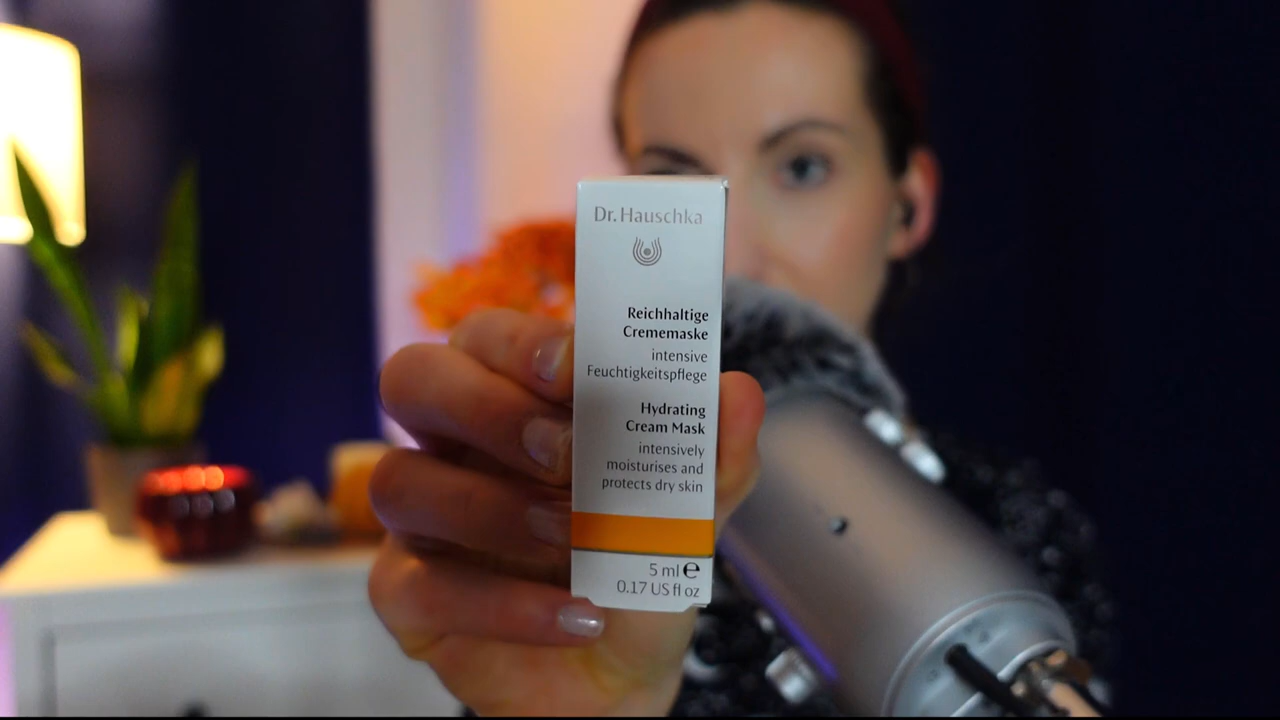 Dr. Hauschka
Reichhaltige
Crememaske
intensive
Feuchtigkeitspflege
Hydrating
Cream Mask
intensively
moisturises and
protects dry skin
5 ml ℮
0.17 US fl oz